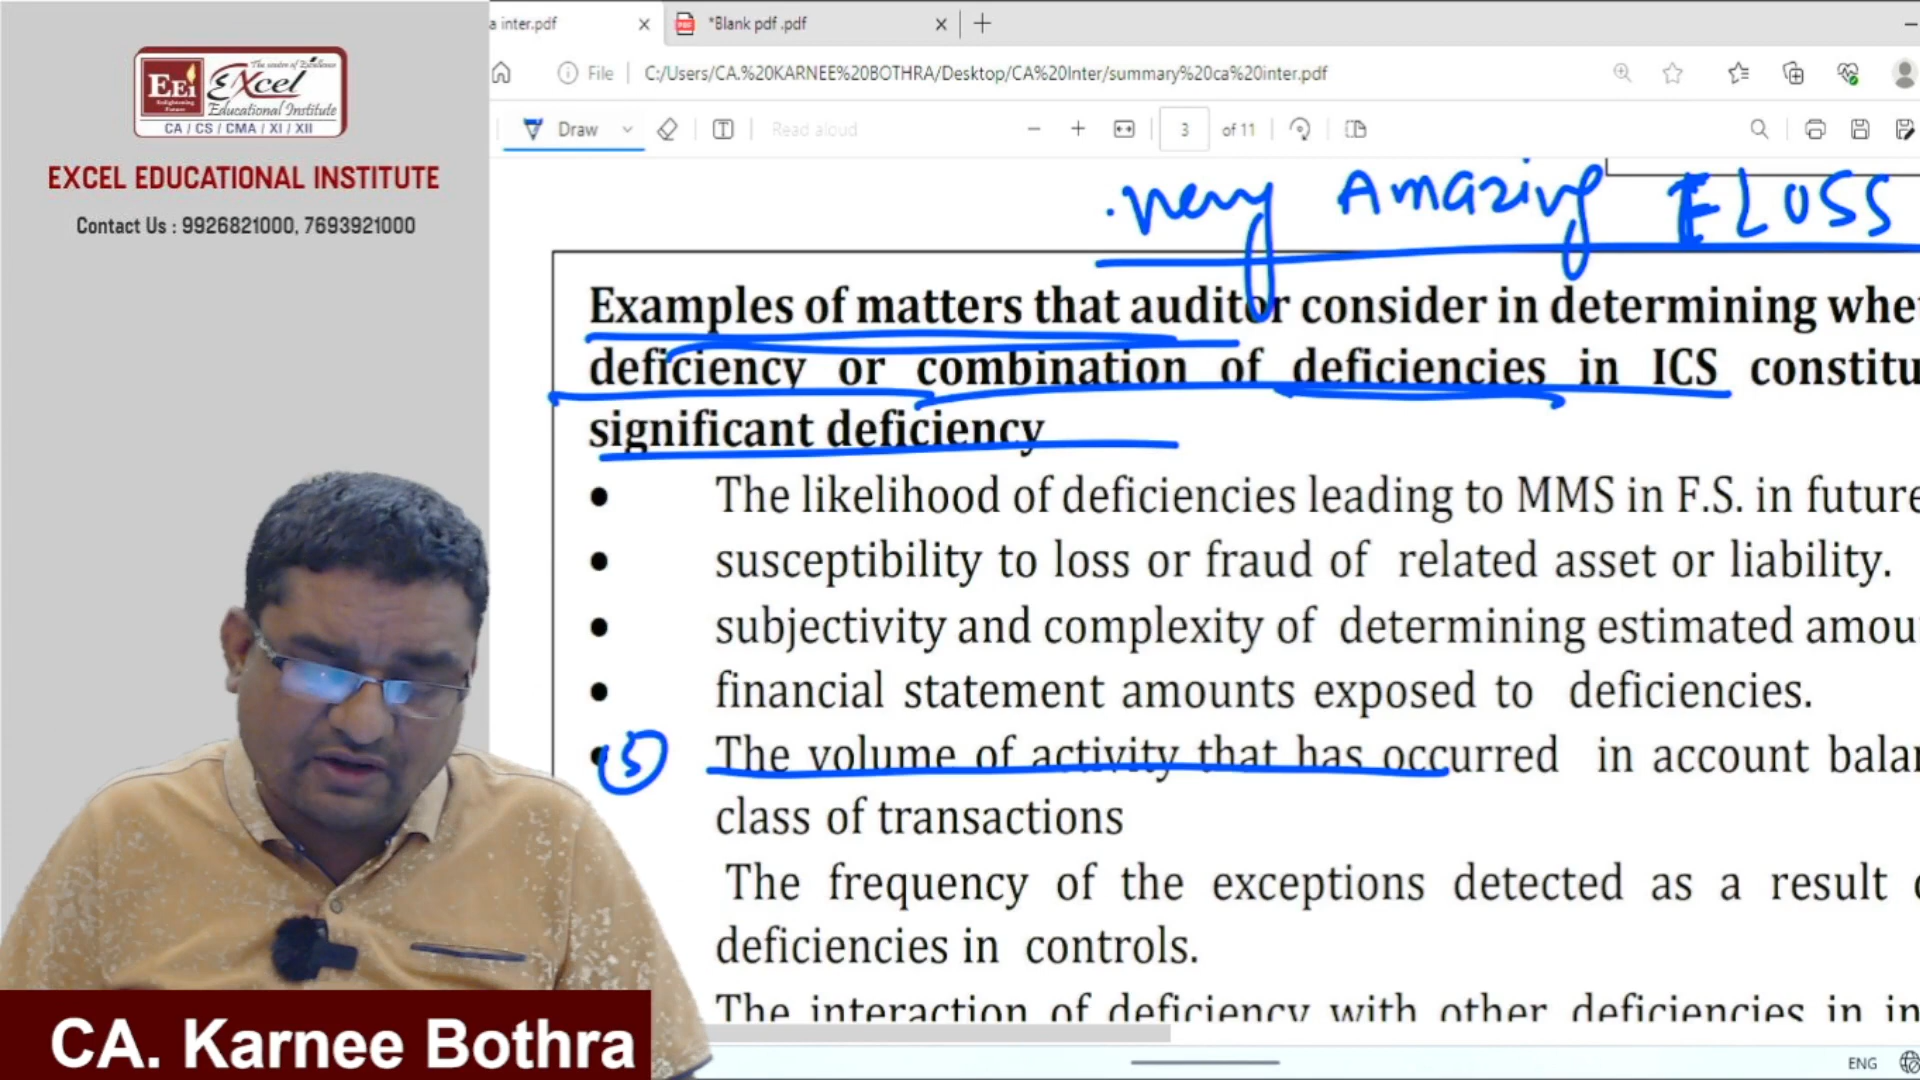 a inter.pdf
*Blank pdf .pdf
File
C:/Users/CA.%20KARNEE%20BOTHRA/Desktop/CA%20Inter/summary%20ca%20inter.pdf
Draw
Read aloud
3 of 11
The centre of Excellence
EEi
Excel
Educational Institute
CA / CS / CMA / XI / XII
EXCEL EDUCATIONAL INSTITUTE
Contact Us : 9926821000, 7693921000
Amazing FLOSS
Examples of matters that auditor consider in determining whe
deficiency or combination of deficiencies in ICS constitu
significant deficiency
• The likelihood of deficiencies leading to MMS in F.S. in future
• susceptibility to loss or fraud of related asset or liability.
• subjectivity and complexity of determining estimated amou
• financial statement amounts exposed to deficiencies.
• 5 The volume of activity that has occurred in account balan
class of transactions
The frequency of the exceptions detected as a result o
deficiencies in controls.
The interaction of deficiency with other deficiencies in in
CA. Karnee Bothra
ENG